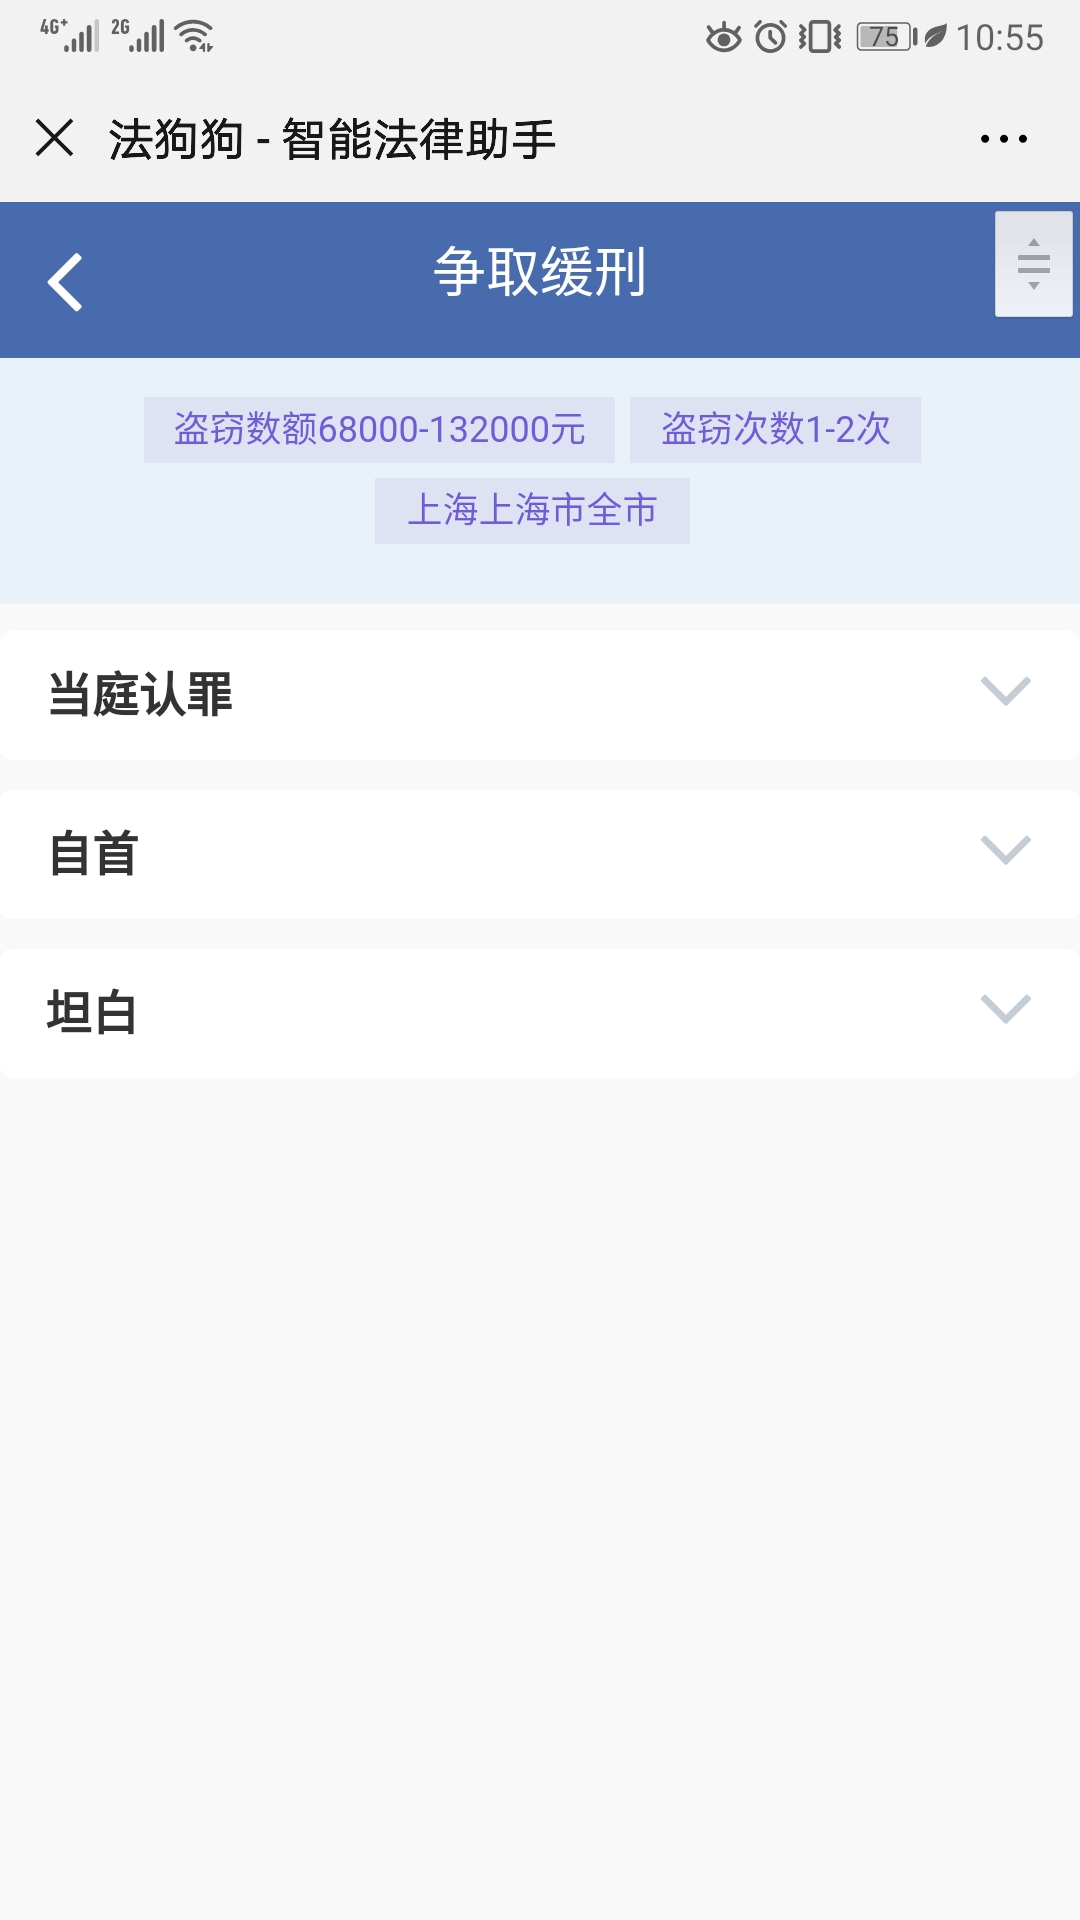 4G+ 2G 75 10:55
法狗狗 - 智能法律助手
争取缓刑
盗窃数额68000-132000元 盗窃次数1-2次
上海上海市全市
当庭认罪
自首
坦白